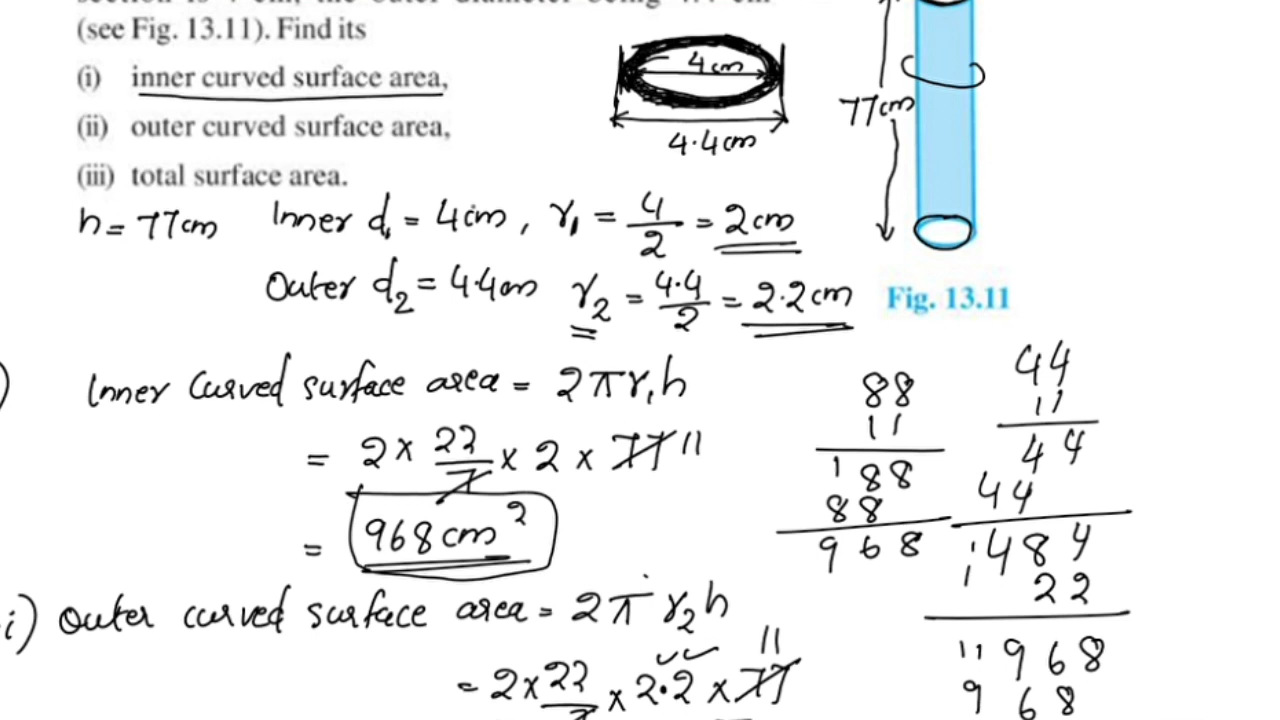 (see Fig. 13.11). Find its
(i) inner curved surface area,
(ii) outer curved surface area,
(iii) total surface area.
4cm
4.4cm
77cm
Fig. 13.11
h = 77cm Inner d₁ = 4cm, r₁ = 4/2 = 2cm
Outer d₂ = 4.4cm r₂ = 4.4/2 = 2.2cm
) Inner Curved surface area = 2πr₁h
= 2 × 22/7 × 2 × 77 11
= 968 cm²
i) Outer curved surface area = 2πr₂h
= 2 × 22/7 × 2.2 × 77 11
88
11
1 88
88
968
44
11
44
44
1 484
1 22
11 968
968